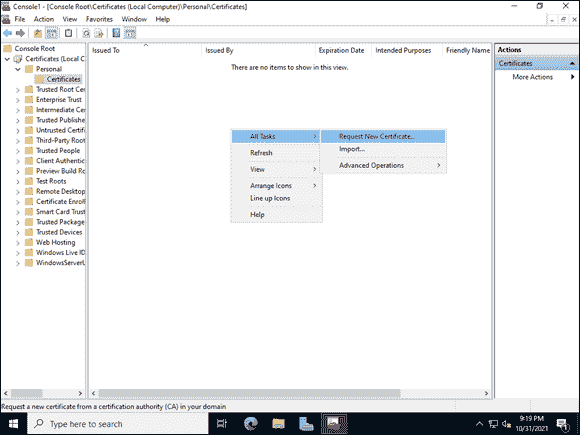 Console1 - [Console Root\Certificates (Local Computer)\Personal\Certificates]
File Action View Favorites Window Help
Console Root
Certificates (Local C
Personal
Certificates
Trusted Root Cer
Enterprise Trust
Intermediate Cer
Trusted Publishe
Untrusted Certifi
Third-Party Root
Trusted People
Client Authentic
Preview Build Ro
Test Roots
Remote Desktop
Certificate Enroll
Smart Card Trust
Trusted Package
Trusted Devices
Web Hosting
Windows Live ID
WindowsServerU
Issued To Issued By Expiration Date Intended Purposes Friendly Name
There are no items to show in this view.
All Tasks
Refresh
View
Arrange Icons
Line up Icons
Help
Request New Certificate...
Import...
Advanced Operations
Actions
Certificates
More Actions
Request a new certificate from a certification authority (CA) in your domain
Type here to search
9:19 PM
10/31/2021
1